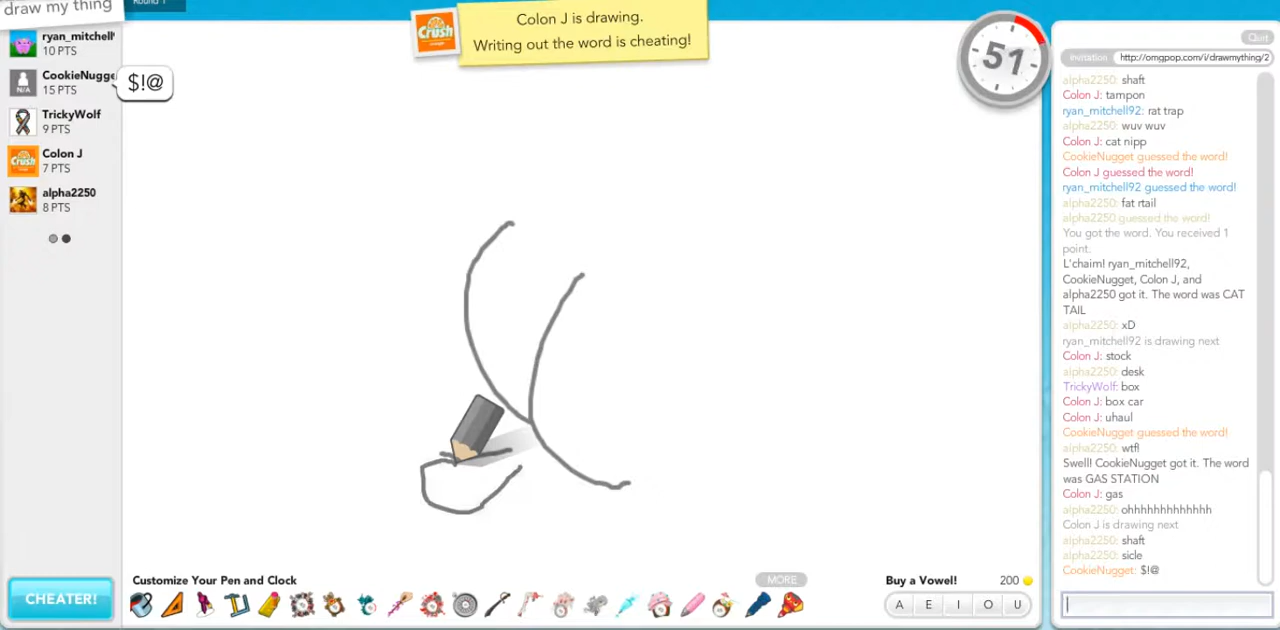 draw my thing
Round 1
ryan_mitchell
10 PTS
CookieNugge
15 PTS
$!@
TrickyWolf
9 PTS
Colon J
7 PTS
alpha2250
8 PTS
N/A
Crush
CHEATER!
Crush
Colon J is drawing.
Writing out the word is cheating!
51
Customize Your Pen and Clock
MORE
Buy a Vowel!
200
A E I O U
Quit
Invitation http://omgpop.com/i/drawmything/2
alpha2250: shaft
Colon J: tampon
ryan_mitchell92: rat trap
alpha2250: wuv wuv
Colon J: cat nipp
CookieNugget guessed the word!
Colon J guessed the word!
ryan_mitchell92 guessed the word!
alpha2250: fat rtail
alpha2250 guessed the word!
You got the word. You received 1
point.
L'chaim! ryan_mitchell92,
CookieNugget, Colon J, and
alpha2250 got it. The word was CAT
TAIL
alpha2250: xD
ryan_mitchell92 is drawing next
Colon J: stock
alpha2250: desk
TrickyWolf: box
Colon J: box car
Colon J: uhaul
CookieNugget guessed the word!
alpha2250: wtfl
Swell! CookieNugget got it. The word
was GAS STATION
Colon J: gas
alpha2250: ohhhhhhhhhhhhh
Colon J is drawing next
alpha2250: shaft
alpha2250: sicle
CookieNugget: $!@